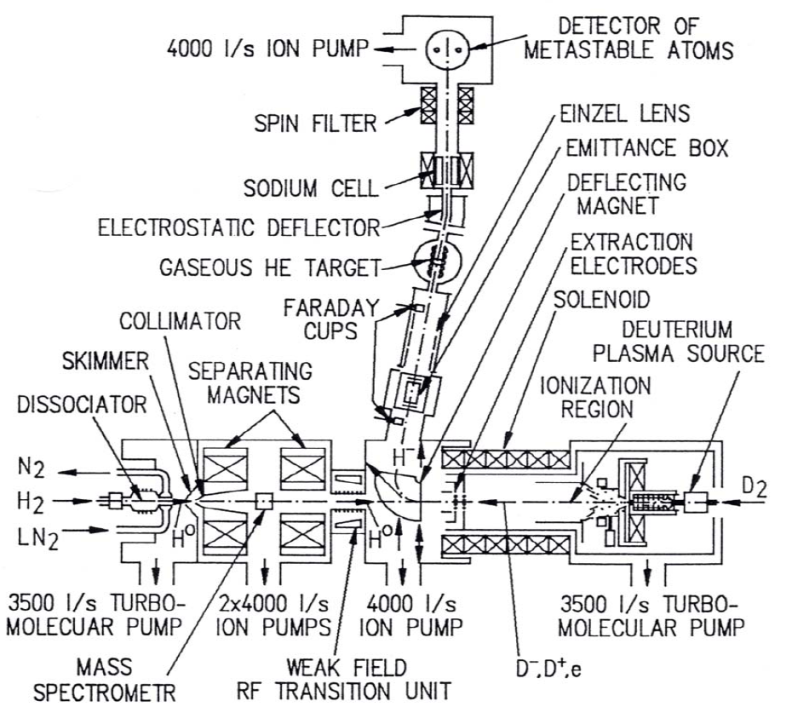 DETECTOR OF
METASTABLE ATOMS
4000 l/s ION PUMP
SPIN FILTER
EINZEL LENS
EMITTANCE BOX
SODIUM CELL
DEFLECTING
MAGNET
ELECTROSTATIC DEFLECTOR
EXTRACTION
ELECTRODES
GASEOUS HE TARGET
SOLENOID
FARADAY
CUPS
COLLIMATOR
DEUTERIUM
PLASMA SOURCE
SKIMMER
SEPARATING
MAGNETS
IONIZATION
REGION
DISSOCIATOR
H⁻
N2
H2
D2
LN2
H⁰
H⁰
3500 l/s TURBO-
MOLECUAR PUMP
2x4000 l/s
ION PUMPS
4000 l/s
ION PUMP
3500 l/s TURBO-
MOLECULAR PUMP
MASS
SPECTROMETR
WEAK FIELD
RF TRANSITION UNIT
D⁻,D⁺,e